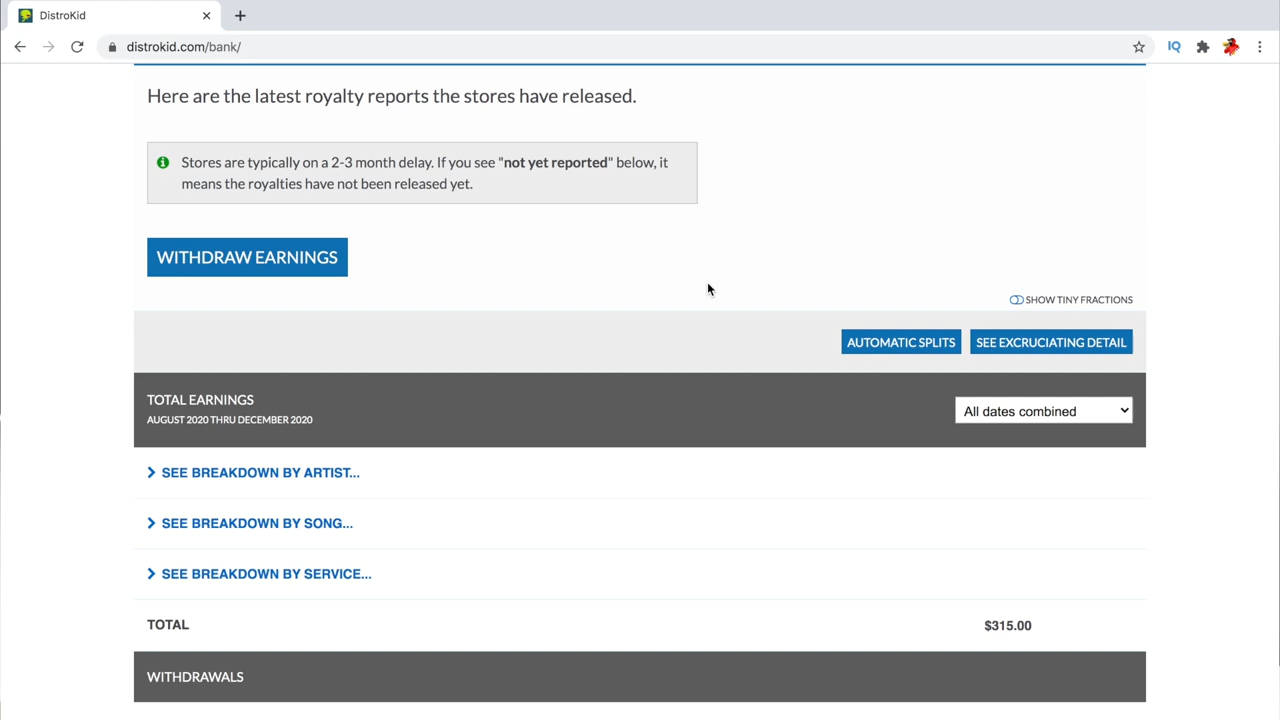 DistroKid
distrokid.com/bank/
IQ
Here are the latest royalty reports the stores have released.
Stores are typically on a 2-3 month delay. If you see "not yet reported" below, it
means the royalties have not been released yet.
WITHDRAW EARNINGS
SHOW TINY FRACTIONS
AUTOMATIC SPLITS
SEE EXCRUCIATING DETAIL
TOTAL EARNINGS
AUGUST 2020 THRU DECEMBER 2020
All dates combined
SEE BREAKDOWN BY ARTIST...
SEE BREAKDOWN BY SONG...
SEE BREAKDOWN BY SERVICE...
TOTAL
$315.00
WITHDRAWALS